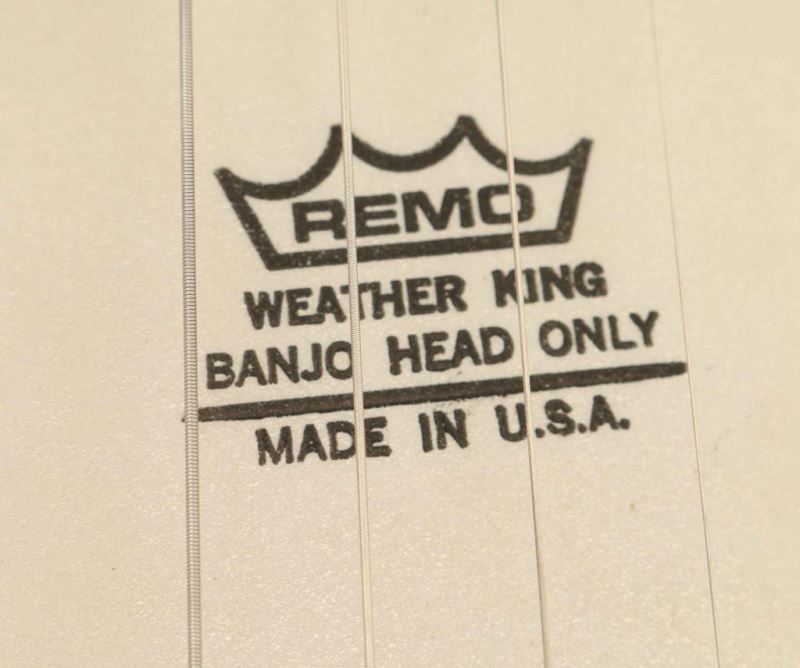 REMO
WEATHER KING
BANJO HEAD ONLY
MADE IN U.S.A.